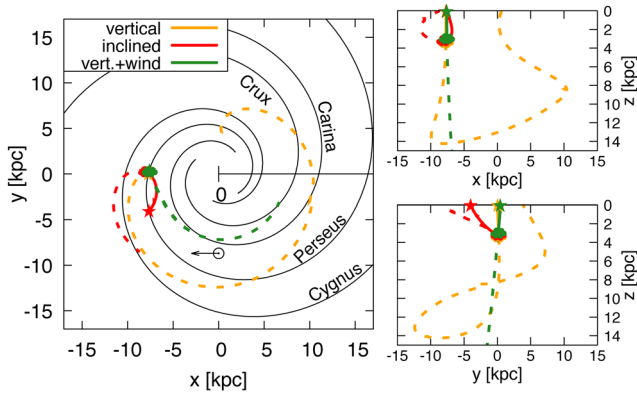 vertical
inclined
vert.+wind
Crux
Carina
Perseus
Cygnus
0
y [kpc]
15
10
5
0
-5
-10
-15
-15 -10 -5 0 5 10 15
x [kpc]
0
2
4
6
8
10
12
14
z [kpc]
-15 -10 -5 0 5 10 15
x [kpc]
0
2
4
6
8
10
12
14
z [kpc]
-15 -10 -5 0 5 10 15
y [kpc]